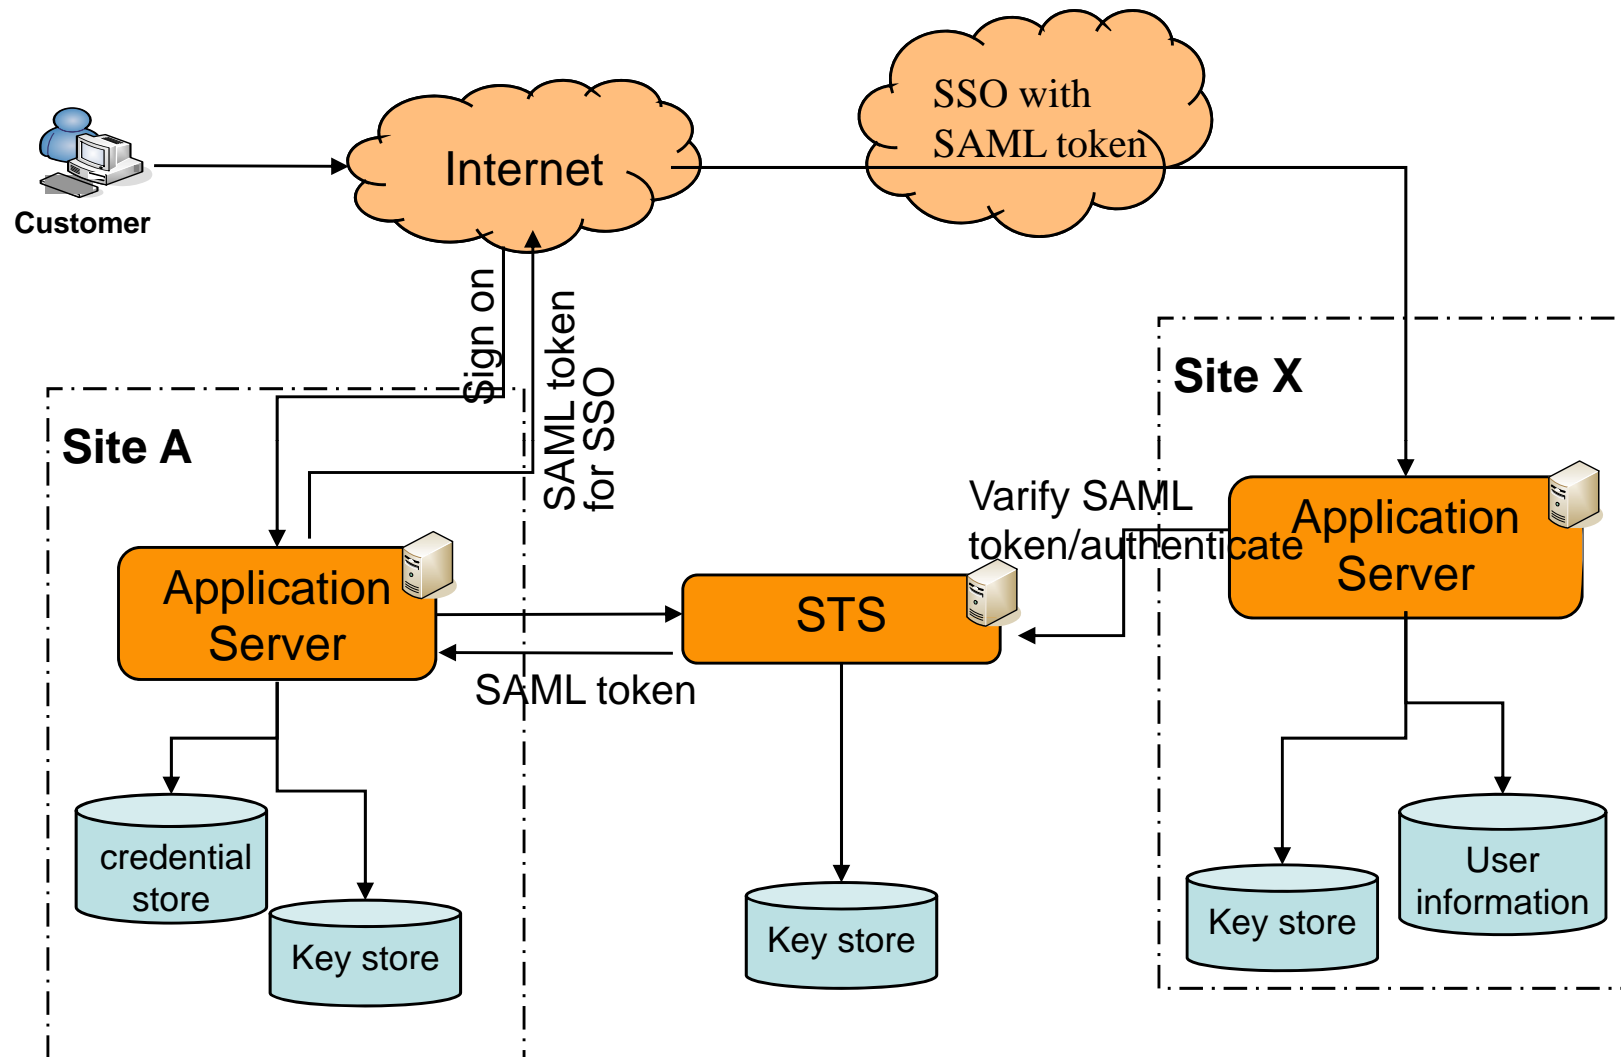 SSO with
SAML token
Internet
Customer
Sign on
SAML token
for SSO
Site X
Site A
Varify SAML
token/authenticate
Application
Server
Application
Server
STS
SAML token
credential
store
Key store
Key store
Key store
User
information